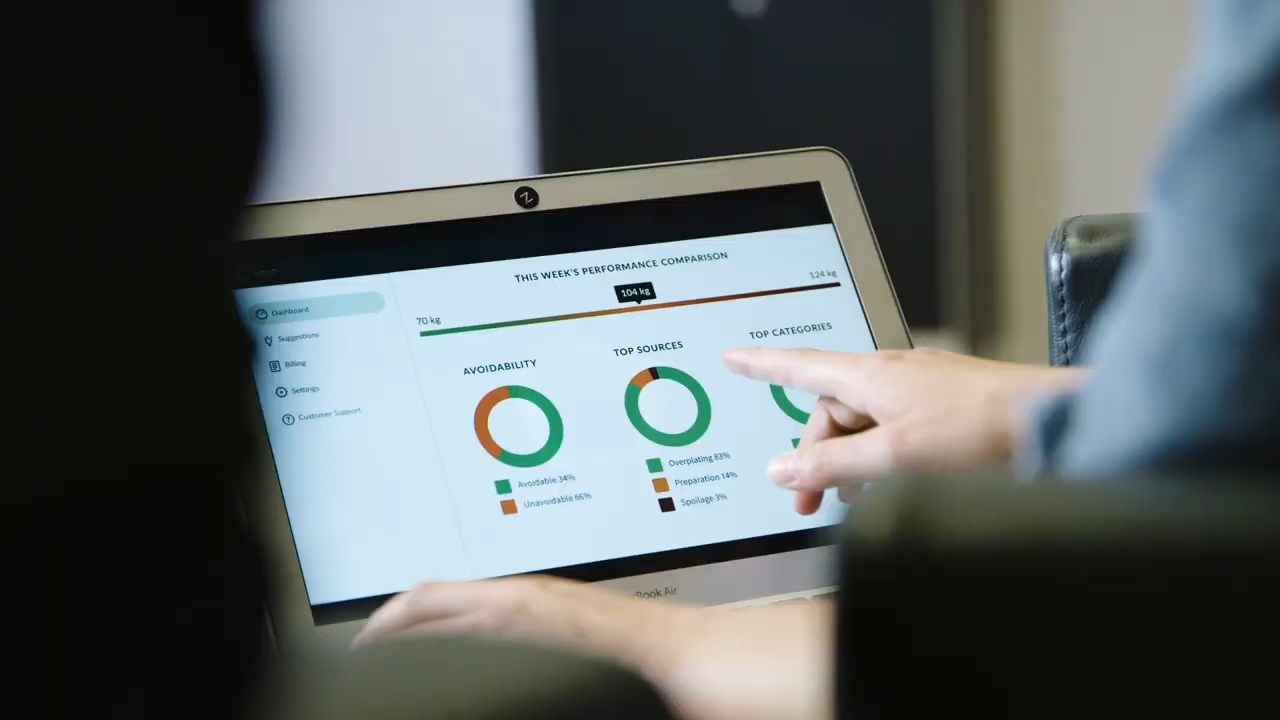 THIS WEEK'S PERFORMANCE COMPARISON
70 kg
104 kg
124 kg
Dashboard
Suggestions
Billing
Settings
Customer Support
AVOIDABILITY
Avoidable 34%
Unavoidable 66%
TOP SOURCES
Overplating 83%
Preparation 14%
Spoilage 3%
TOP CATEGORIES
Book Air